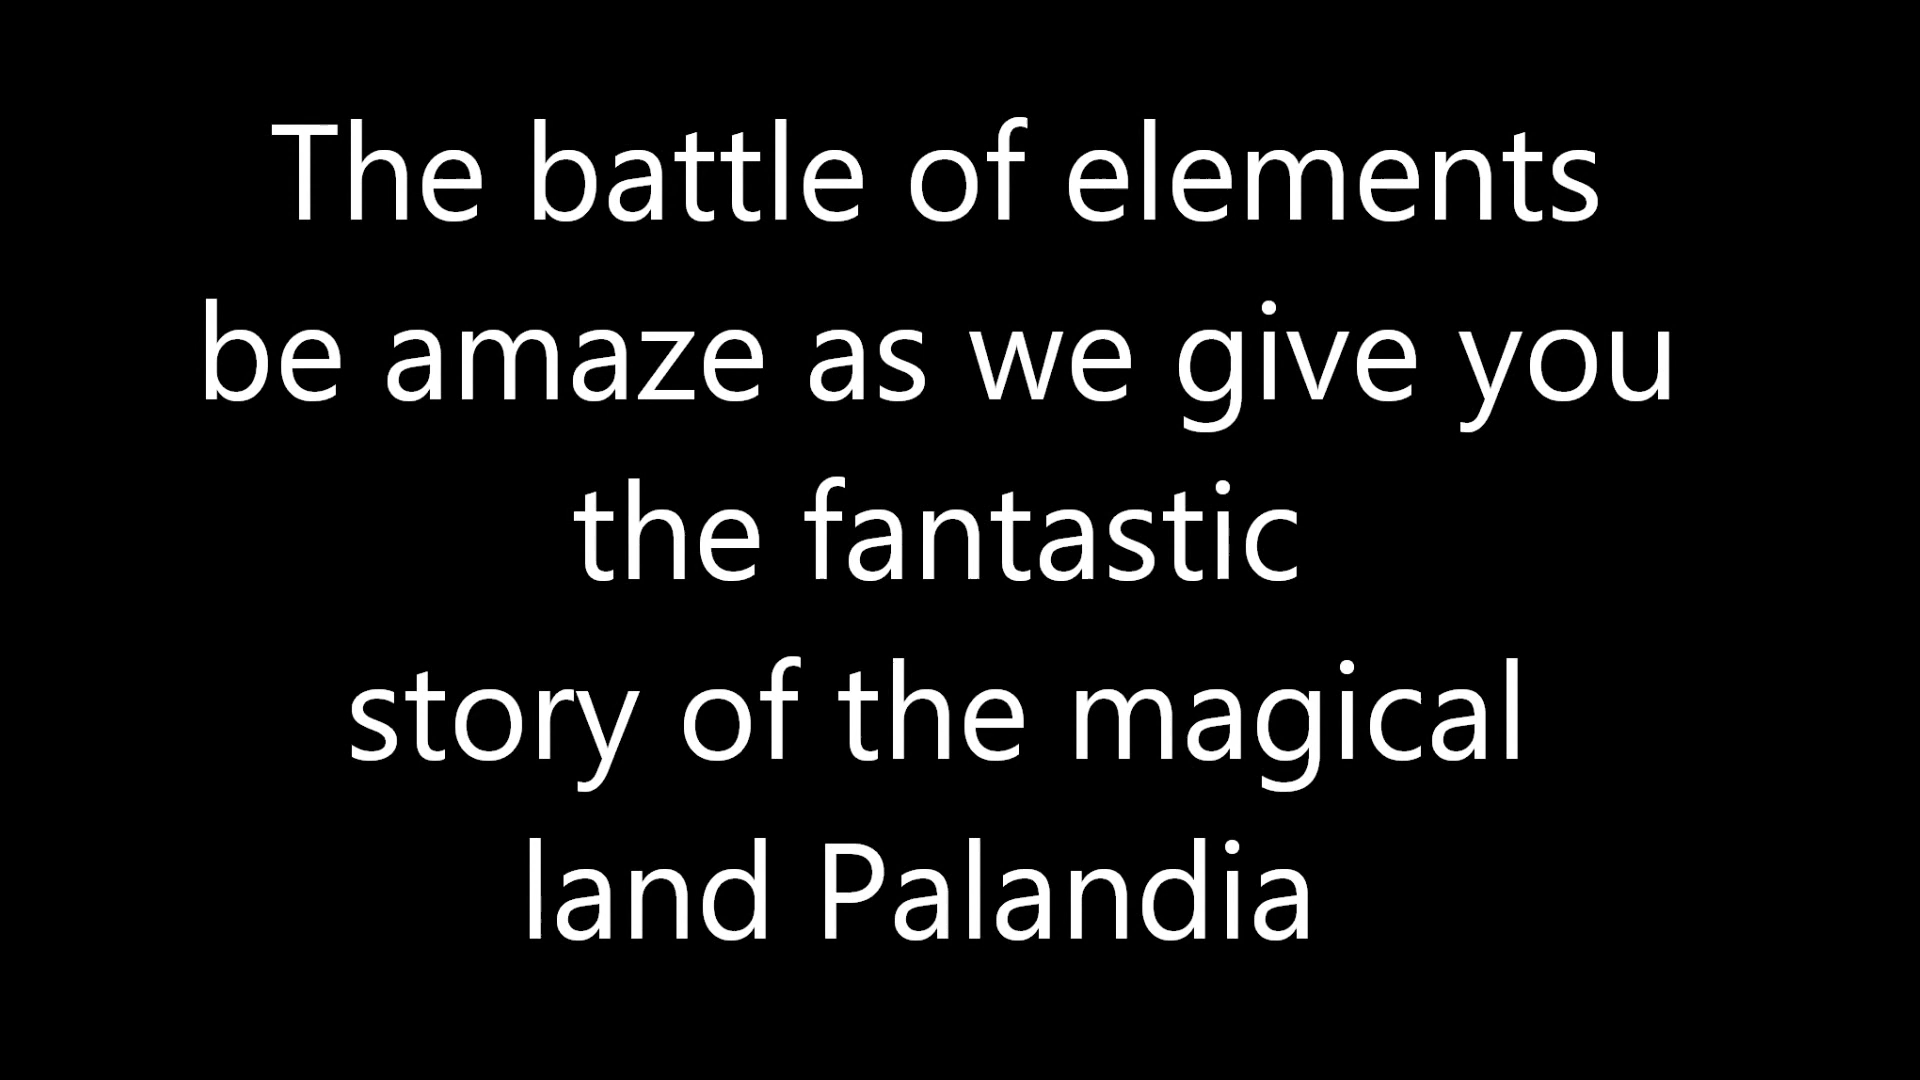 The battle of elements
be amaze as we give you
the fantastic
story of the magical
land Palandia